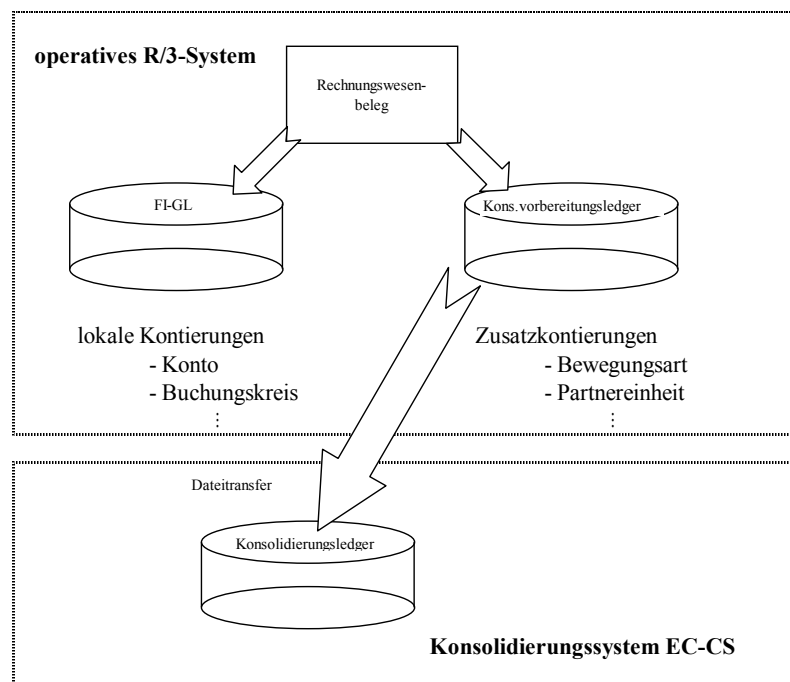 operatives R/3-System
Rechnungswesen-
beleg
FI-GL
Kons.vorbereitungsledger
lokale Kontierungen
- Konto
- Buchungskreis
⋮
Zusatzkontierungen
- Bewegungsart
- Partnereinheit
⋮
Dateitransfer
Konsolidierungsledger
Konsolidierungssystem EC-CS